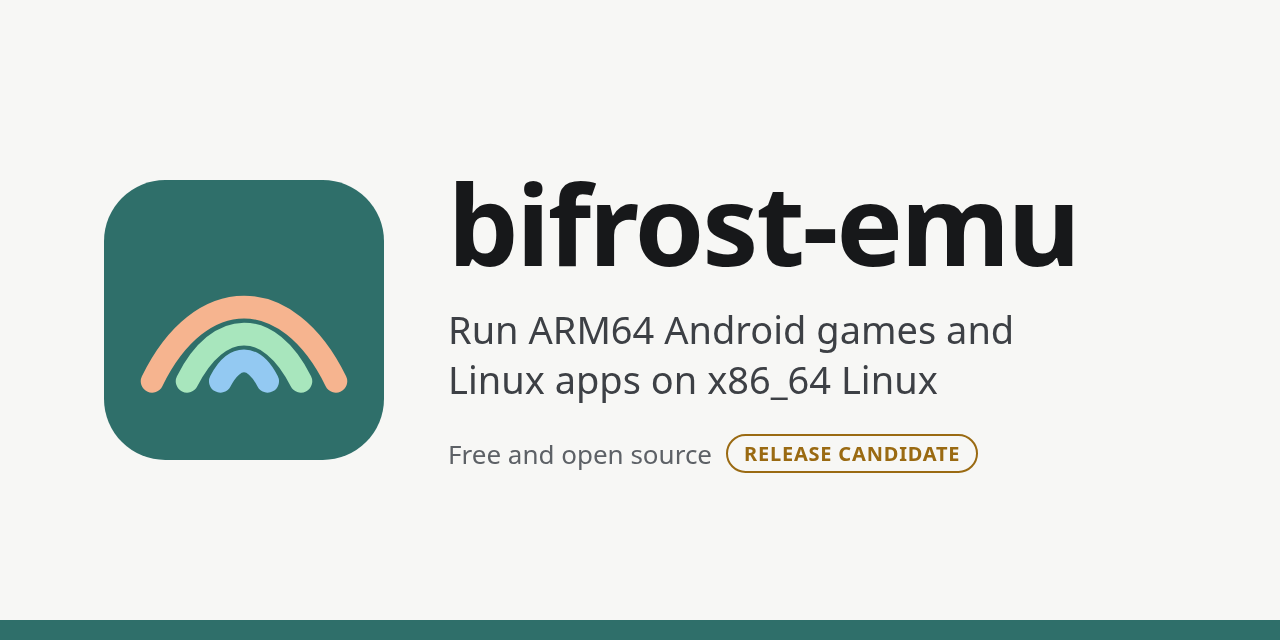 bifrost-emu
Run ARM64 Android games and
Linux apps on x86_64 Linux
Free and open source RELEASE CANDIDATE